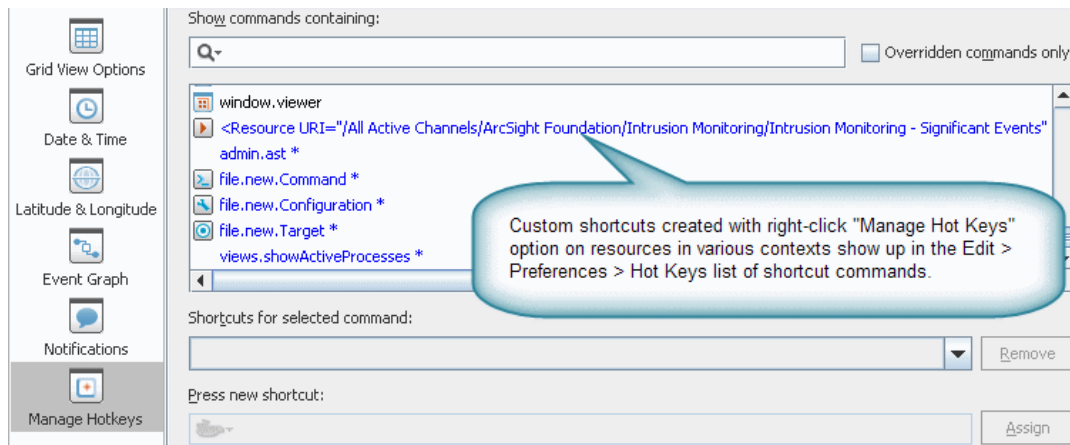 Grid View Options
Date & Time
Latitude & Longitude
Event Graph
Notifications
Manage Hotkeys
Show commands containing:
Overridden commands only
window.viewer
<Resource URI="/All Active Channels/ArcSight Foundation/Intrusion Monitoring/Intrusion Monitoring - Significant Events"
admin.ast *
file.new.Command *
file.new.Configuration *
file.new.Target *
views.showActiveProcesses *
Custom shortcuts created with right-click "Manage Hot Keys"
option on resources in various contexts show up in the Edit >
Preferences > Hot Keys list of shortcut commands.
Shortcuts for selected command:
Remove
Press new shortcut:
Assign